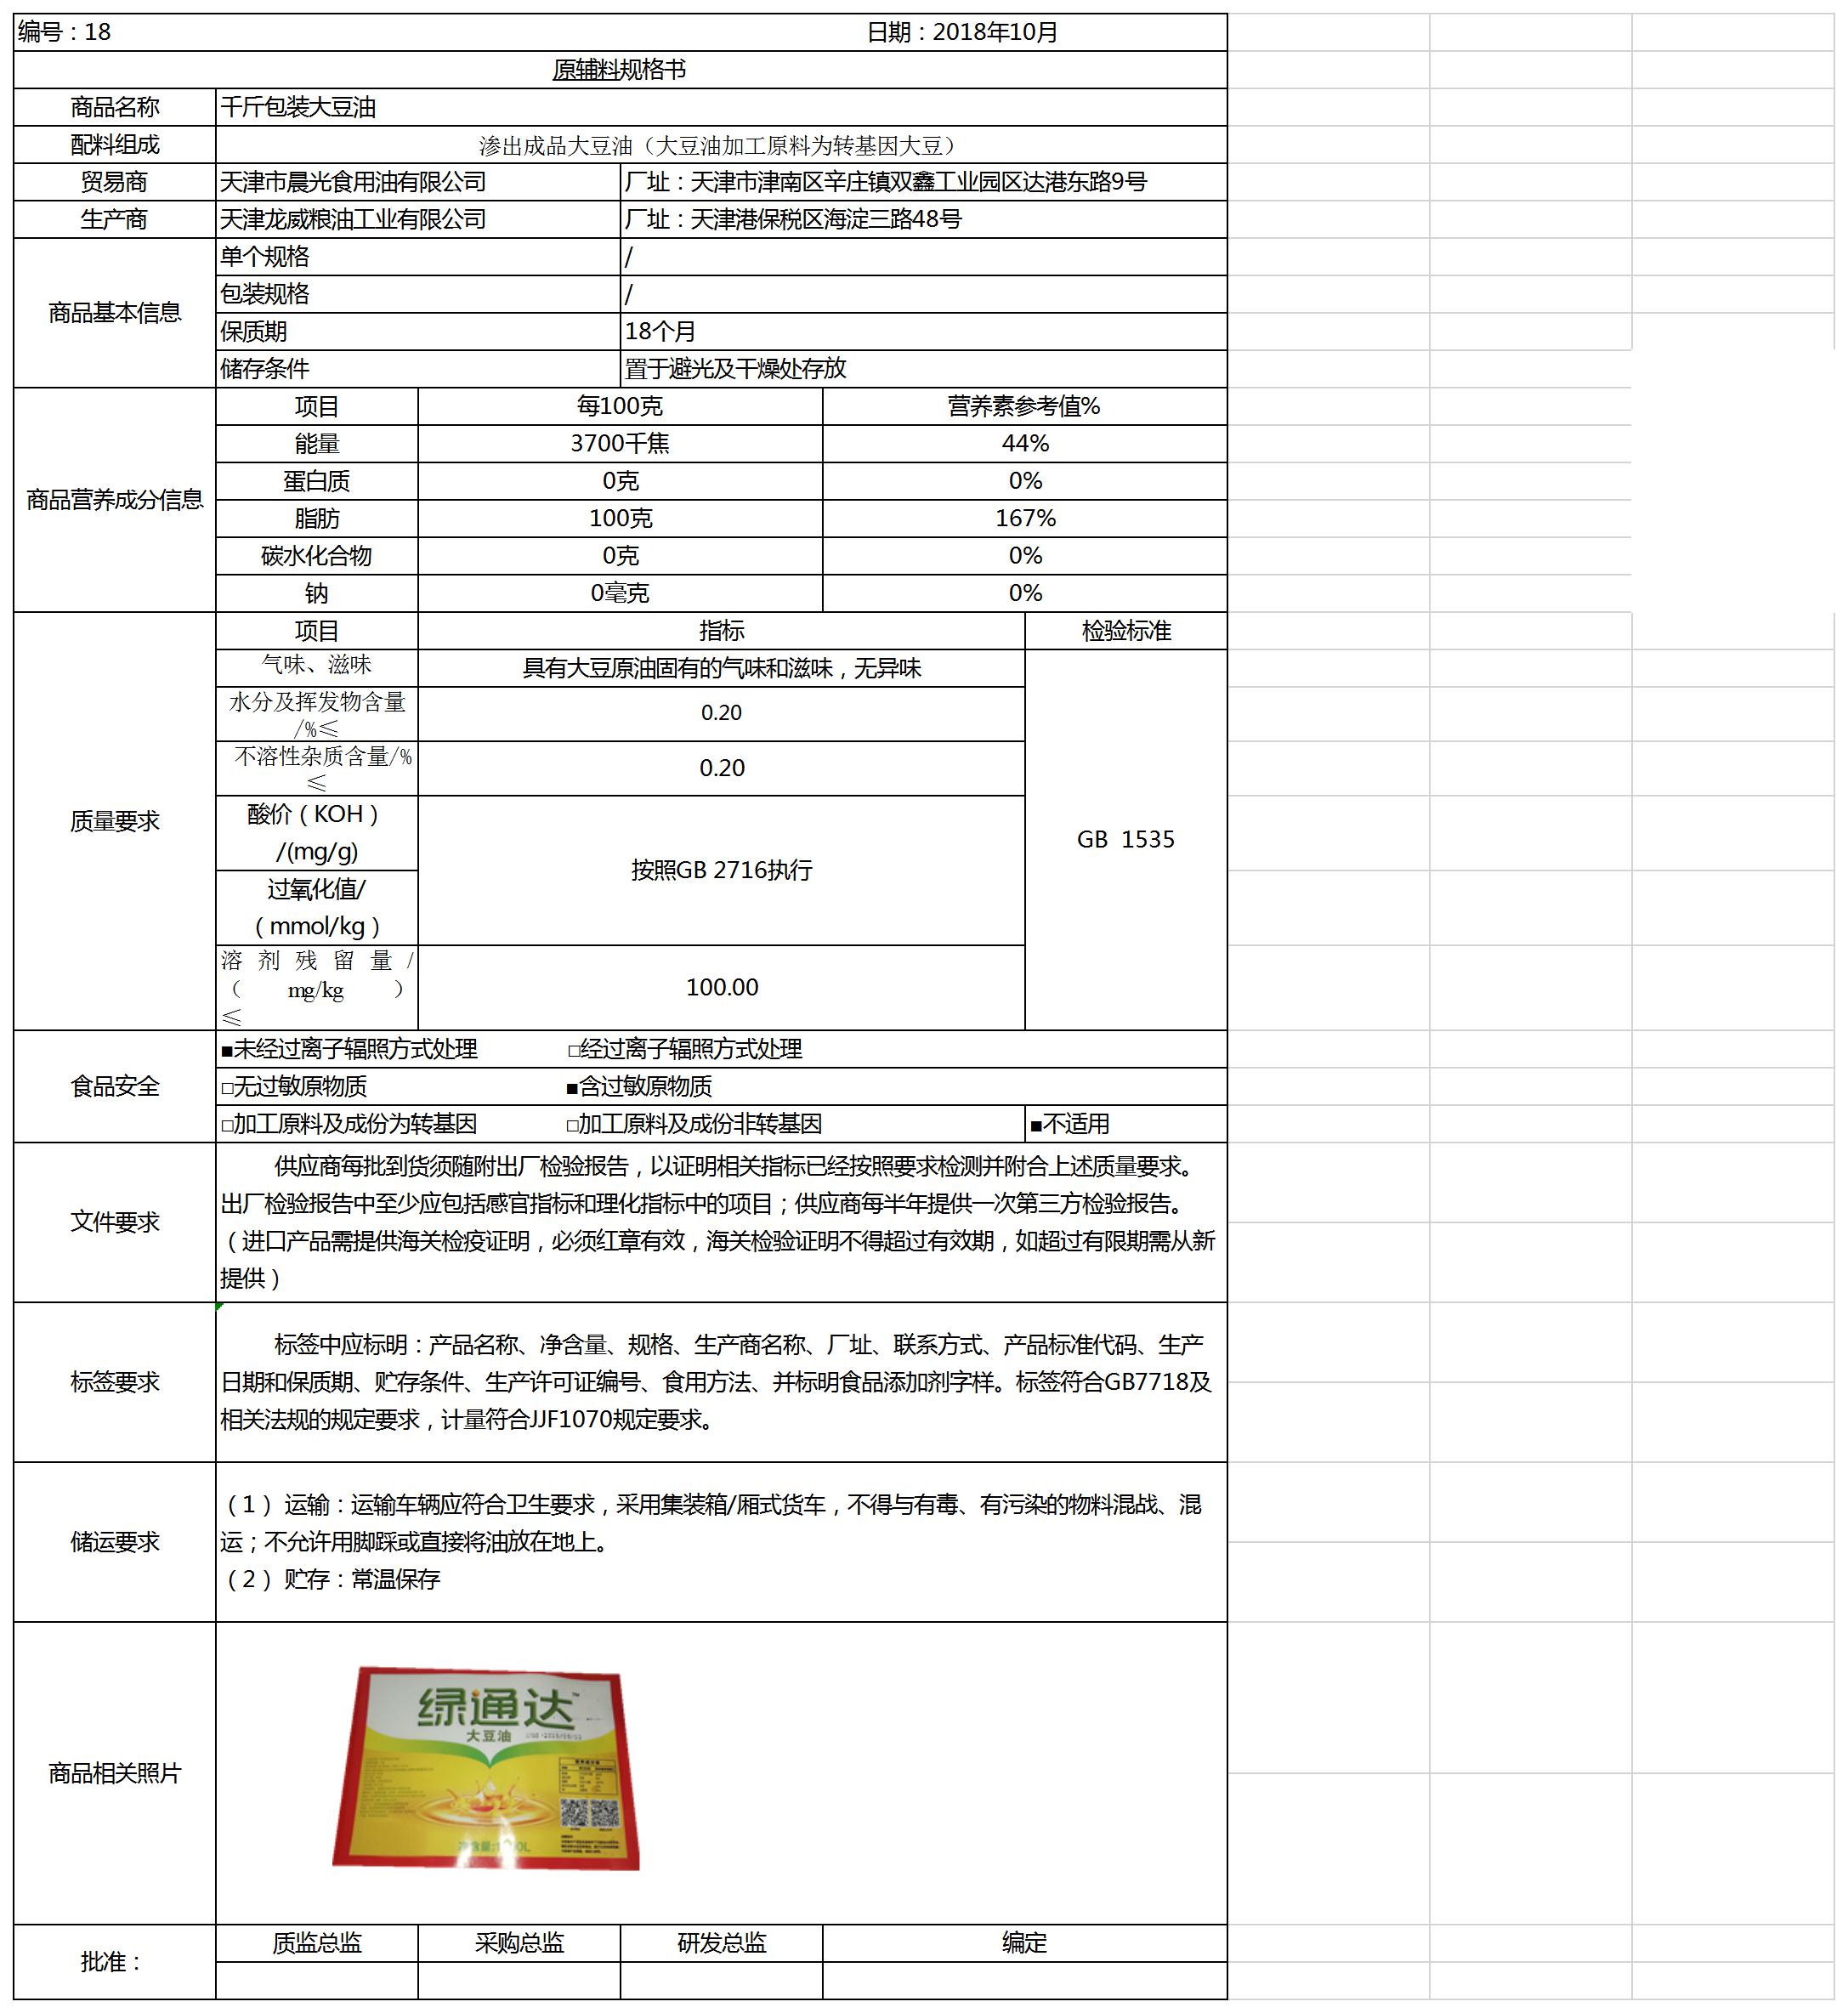 编号：18 日期：2018年10月
原辅料规格书
商品名称 千斤包装大豆油
配料组成 渗出成品大豆油（大豆油加工原料为转基因大豆）
贸易商 天津市晨光食用油有限公司 厂址：天津市津南区辛庄镇双鑫工业园区达港东路9号
生产商 天津龙威粮油工业有限公司 厂址：天津港保税区海淀三路48号
商品基本信息
单个规格 /
包装规格 /
保质期 18个月
储存条件 置于避光及干燥处存放
商品营养成分信息
项目 每100克 营养素参考值%
能量 3700千焦 44%
蛋白质 0克 0%
脂肪 100克 167%
碳水化合物 0克 0%
钠 0毫克 0%
质量要求
项目 指标 检验标准
气味、滋味 具有大豆原油固有的气味和滋味，无异味
水分及挥发物含量
/%≤ 0.20
不溶性杂质含量/%
≤ 0.20
酸价（KOH）
/(mg/g)
过氧化值/
（mmol/kg）
按照GB 2716执行
GB 1535
溶剂残留量/
（mg/kg）
≤ 100.00
食品安全
■未经过离子辐照方式处理 □经过离子辐照方式处理
□无过敏原物质 ■含过敏原物质
□加工原料及成份为转基因 □加工原料及成份非转基因 ■不适用
文件要求
供应商每批到货须随附出厂检验报告，以证明相关指标已经按照要求检测并附合上述质量要求。
出厂检验报告中至少应包括感官指标和理化指标中的项目；供应商每半年提供一次第三方检验报告。
（进口产品需提供海关检疫证明，必须红章有效，海关检验证明不得超过有效期，如超过有限期需从新
提供）
标签要求
标签中应标明：产品名称、净含量、规格、生产商名称、厂址、联系方式、产品标准代码、生产
日期和保质期、贮存条件、生产许可证编号、食用方法、并标明食品添加剂字样。标签符合GB7718及
相关法规的规定要求，计量符合JJF1070规定要求。
储运要求
（1）运输：运输车辆应符合卫生要求，采用集装箱/厢式货车，不得与有毒、有污染的物料混战、混
运；不允许用脚踩或直接将油放在地上。
（2）贮存：常温保存
商品相关照片
绿通达™
大豆油
净含量:
批准：
质监总监 采购总监 研发总监 编定